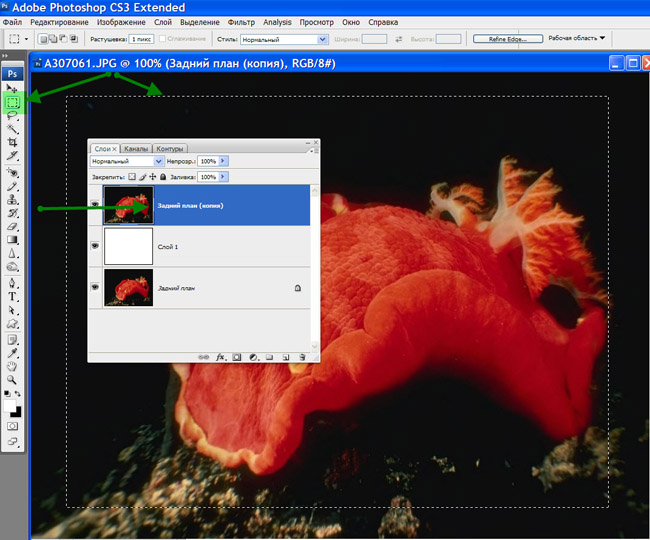 Adobe Photoshop CS3 Extended
Файл Редактирование Изображение Слой Выделение Фильтр Analysis Просмотр Окно Справка
Растушевка: 1 пикс Сглаживание Стиль: Нормальный Ширина: Высота: Refine Edge... Рабочая область
Ps
A307061.JPG @ 100% (Задний план (копия), RGB/8#)
Слои × Каналы Контуры
Нормальный Непрозр.: 100%
Закрепить: Заливка: 100%
Задний план (копия)
Слой 1
Задний план